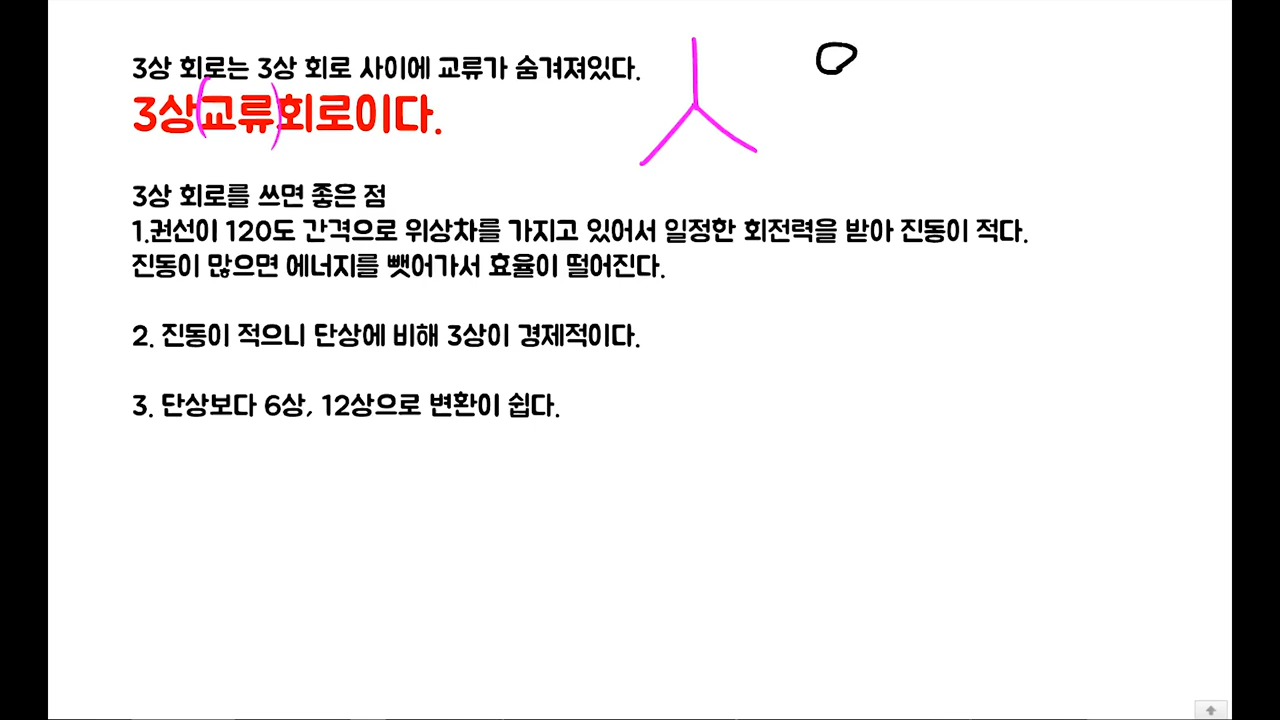 3상 회로는 3상 회로 사이에 교류가 숨겨져있다.
3상(교류)회로이다.
3상 회로를 쓰면 좋은 점
1.권선이 120도 간격으로 위상차를 가지고 있어서 일정한 회전력을 받아 진동이 적다.
진동이 많으면 에너지를 뺏어가서 효율이 떨어진다.
2. 진동이 적으니 단상에 비해 3상이 경제적이다.
3. 단상보다 6상, 12상으로 변환이 쉽다.